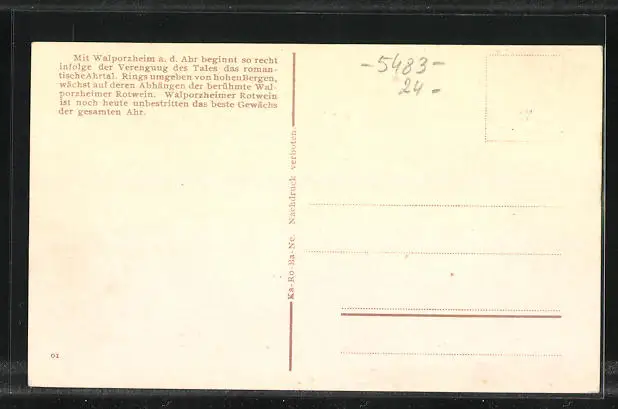 Mit Walporzheim a. d. Ahr beginnt so recht
infolge der Verenguug des Tales das roman-
tischeAhrtal. Rings umgeben von hohenBergen,
wächst auf deren Abhängen der berühmte Wal-
porzheimer Rotwein. Walporzheimer Rotwein
ist noch heute unbestritten das beste Gewächs
der gesamten Ahr.
-5483-
24-
Ka-Ro-Ba-Ne. Nachdruck verboten.
01